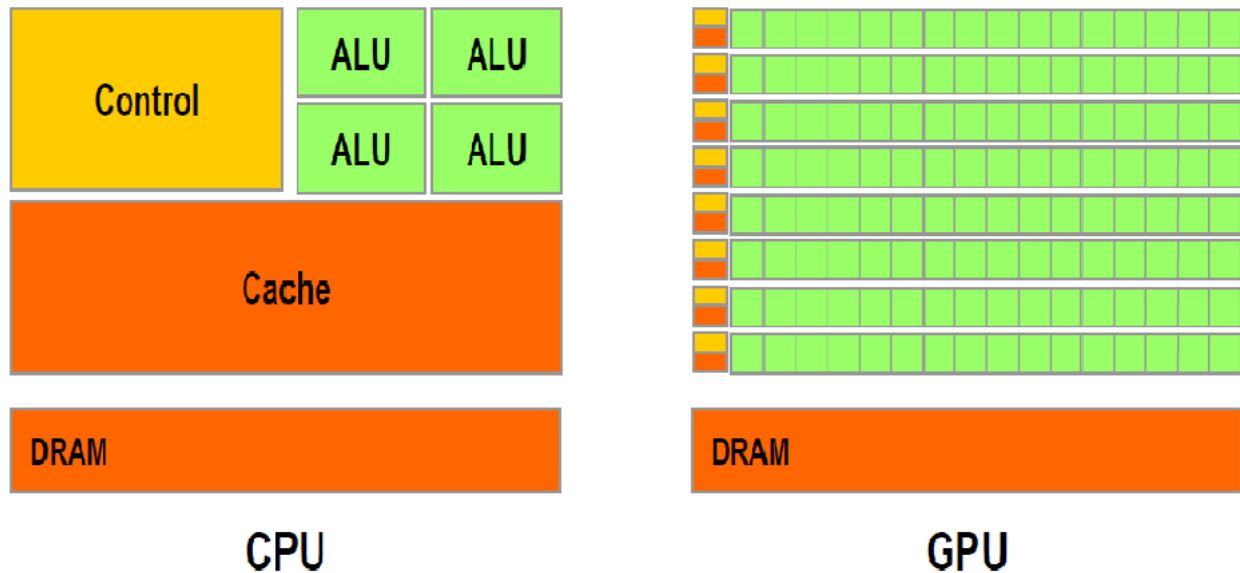 Control
ALU ALU
ALU ALU
Cache
DRAM
CPU
DRAM
GPU